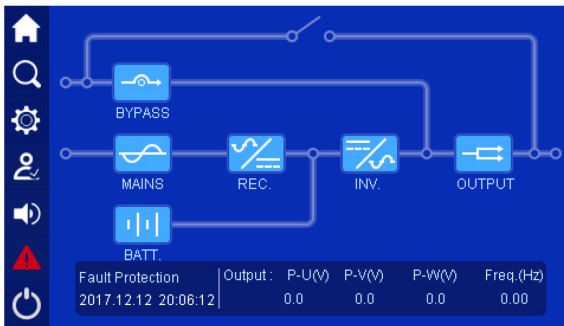 BYPASS
MAINS REC. INV. OUTPUT
BATT.
Fault Protection Output : P-U(V) P-V(V) P-W(V) Freq.(Hz)
2017.12.12 20:06:12 0.0 0.0 0.0 0.00